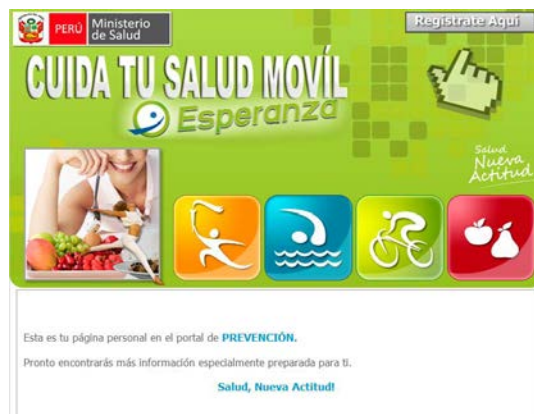 PERÚ
Ministerio
de Salud
Regístrate Aquí
CUIDA TU SALUD MOVÍL
Esperanza
Salud
Nueva
Actitud
Esta es tu página personal en el portal de PREVENCIÓN.
Pronto encontrarás más información especialmente preparada para ti.
Salud, Nueva Actitud!